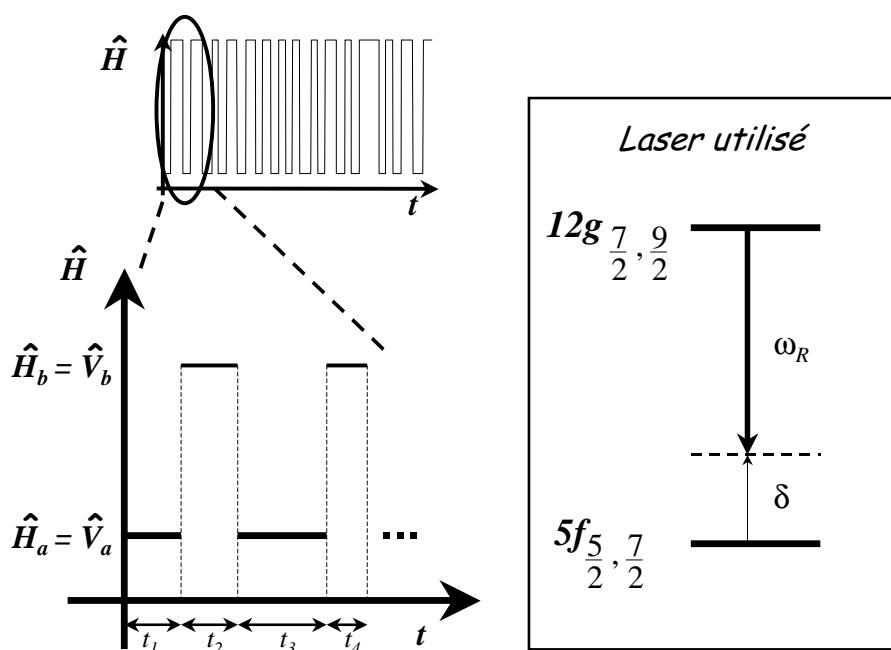 Ĥ
t
Ĥ
Ĥb = V̂b
Ĥa = V̂a
...
t1 t2 t3 t4 t
Laser utilisé
12g 7/2 , 9/2
ωR
δ
5f 5/2 , 7/2